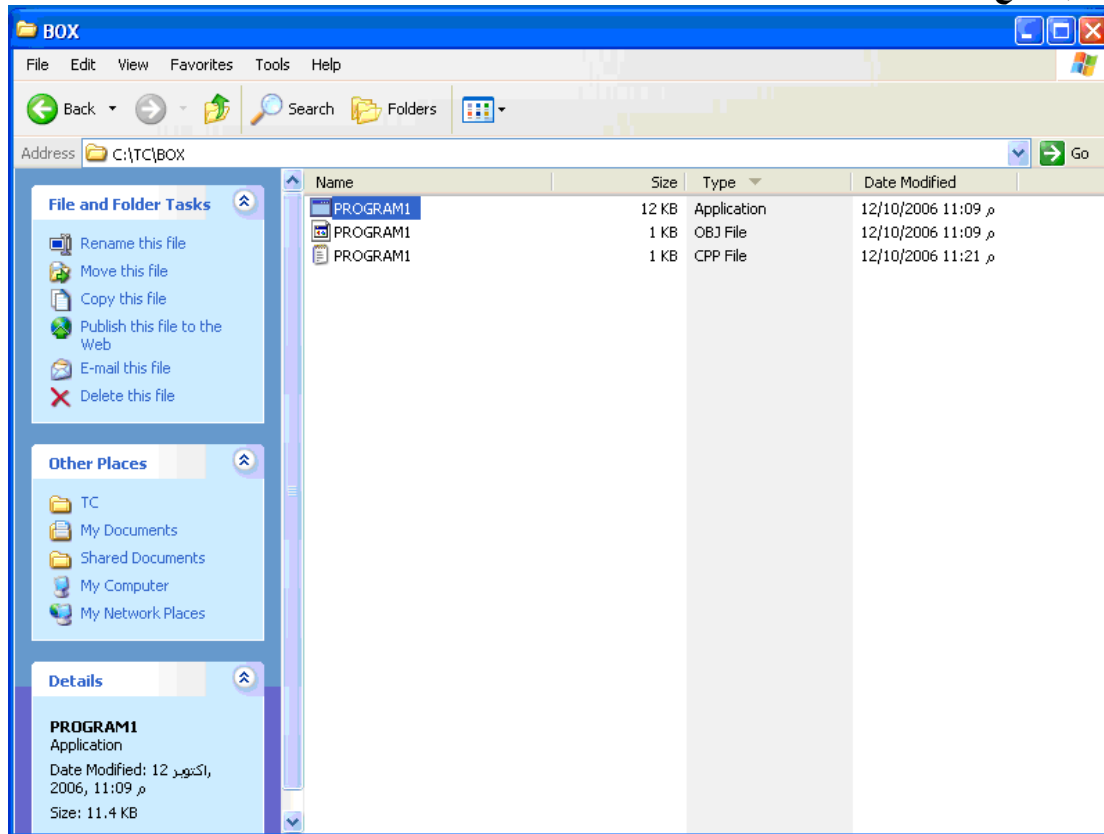 BOX
File Edit View Favorites Tools Help
Back Search Folders
Address C:\TC\BOX Go
Name Size Type Date Modified
PROGRAM1 12 KB Application 12/10/2006 11:09 م
PROGRAM1 1 KB OBJ File 12/10/2006 11:09 م
PROGRAM1 1 KB CPP File 12/10/2006 11:21 م
File and Folder Tasks
Rename this file
Move this file
Copy this file
Publish this file to the
Web
E-mail this file
Delete this file
Other Places
TC
My Documents
Shared Documents
My Computer
My Network Places
Details
PROGRAM1
Application
Date Modified: 12 اكتوبر,
2006, 11:09 م
Size: 11.4 KB